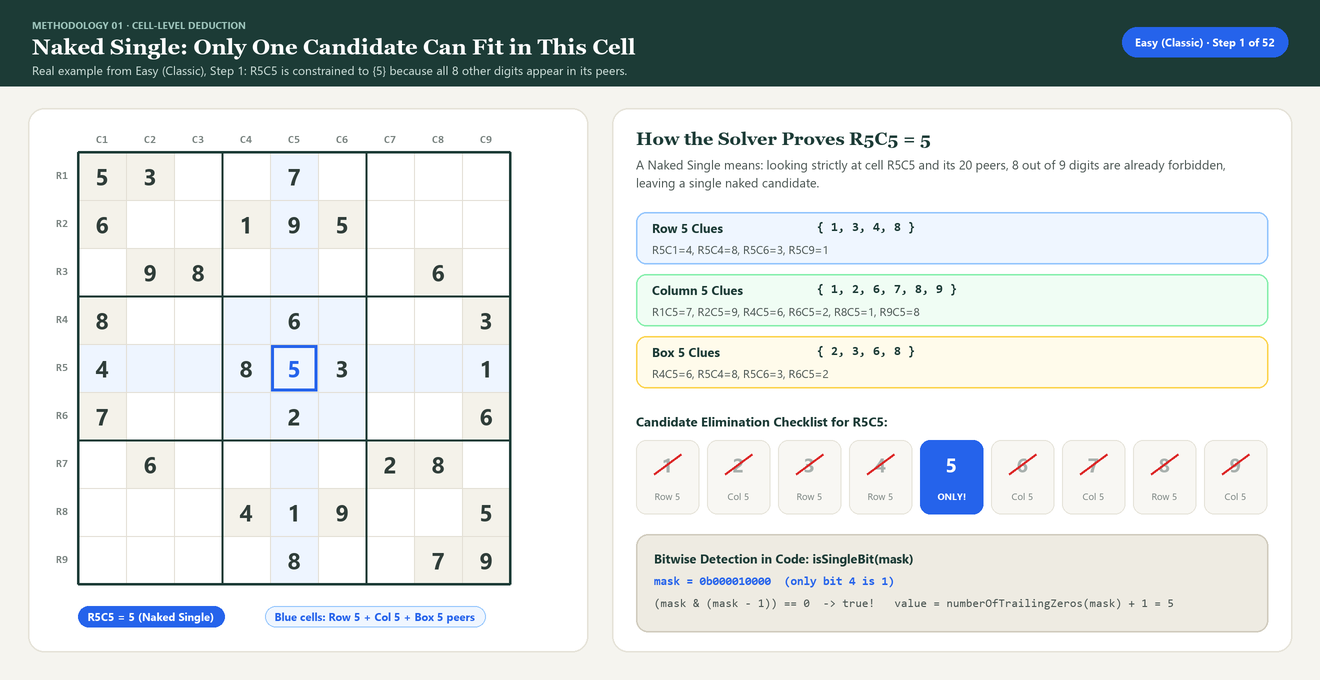 METHODOLOGY 01 · CELL-LEVEL DEDUCTION
Naked Single: Only One Candidate Can Fit in This Cell
Real example from Easy (Classic), Step 1: R5C5 is constrained to {5} because all 8 other digits appear in its peers.
Easy (Classic) · Step 1 of 52
C1 C2 C3 C4 C5 C6 C7 C8 C9
R1 5 3 7
R2 6 1 9 5
R3 9 8 6
R4 8 6 3
R5 4 8 5 3 1
R6 7 2 6
R7 6 2 8
R8 4 1 9 5
R9 8 7 9
R5C5 = 5 (Naked Single)
Blue cells: Row 5 + Col 5 + Box 5 peers
How the Solver Proves R5C5 = 5
A Naked Single means: looking strictly at cell R5C5 and its 20 peers, 8 out of 9 digits are already forbidden,
leaving a single naked candidate.
Row 5 Clues { 1, 3, 4, 8 }
R5C1=4, R5C4=8, R5C6=3, R5C9=1
Column 5 Clues { 1, 2, 6, 7, 8, 9 }
R1C5=7, R2C5=9, R4C5=6, R6C5=2, R8C5=1, R9C5=8
Box 5 Clues { 2, 3, 6, 8 }
R4C5=6, R5C4=8, R5C6=3, R6C5=2
Candidate Elimination Checklist for R5C5:
1 2 3 4 5 6 7 8 9
Row 5 Col 5 Row 5 Row 5 ONLY! Col 5 Col 5 Row 5 Col 5
Bitwise Detection in Code: isSingleBit(mask)
mask = 0b000010000 (only bit 4 is 1)
(mask & (mask - 1)) == 0 -> true! value = numberOfTrailingZeros(mask) + 1 = 5